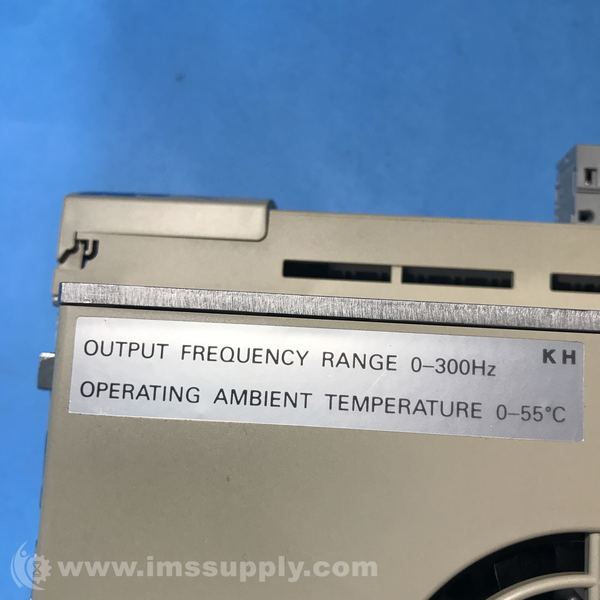 OUTPUT FREQUENCY RANGE 0–300Hz KH
OPERATING AMBIENT TEMPERATURE 0–55°C
www.imssupply.com